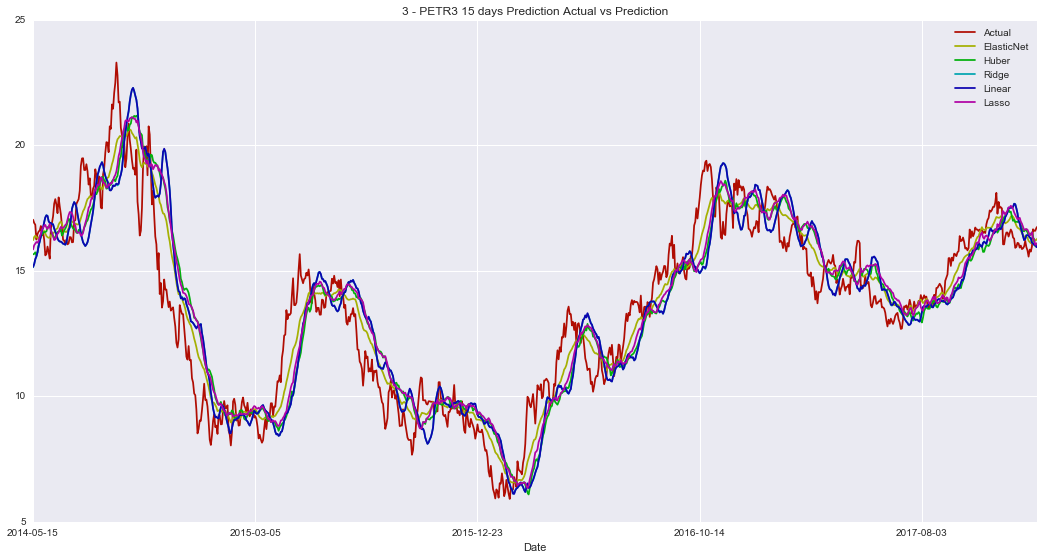 3 - PETR3 15 days Prediction Actual vs Prediction
25
20
15
10
5
Actual
ElasticNet
Huber
Ridge
Linear
Lasso
2014-05-15
2015-03-05
2015-12-23
2016-10-14
2017-08-03
Date